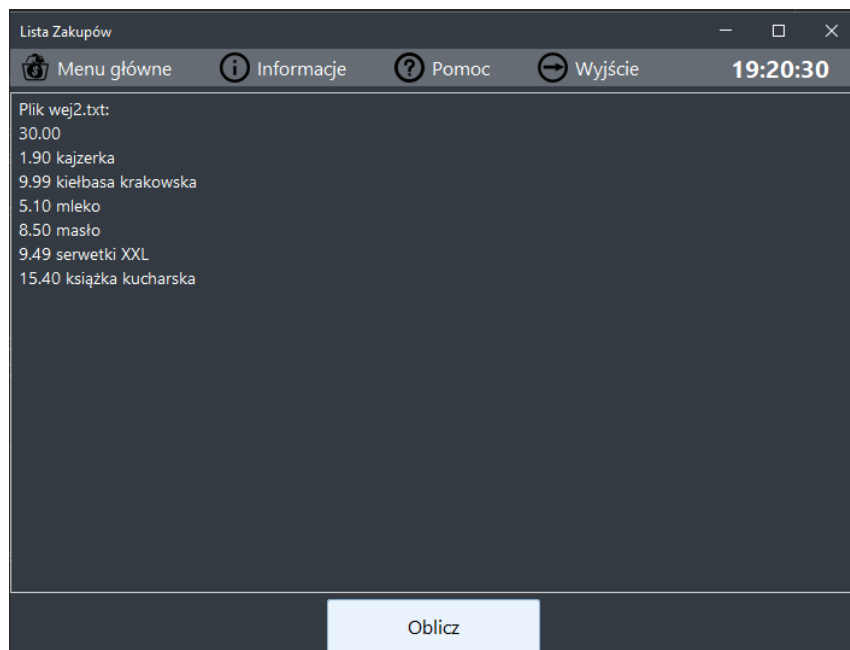 Lista Zakupów
Menu główne Informacje Pomoc Wyjście 19:20:30
Plik wej2.txt:
30.00
1.90 kajzerka
9.99 kiełbasa krakowska
5.10 mleko
8.50 masło
9.49 serwetki XXL
15.40 książka kucharska
Oblicz